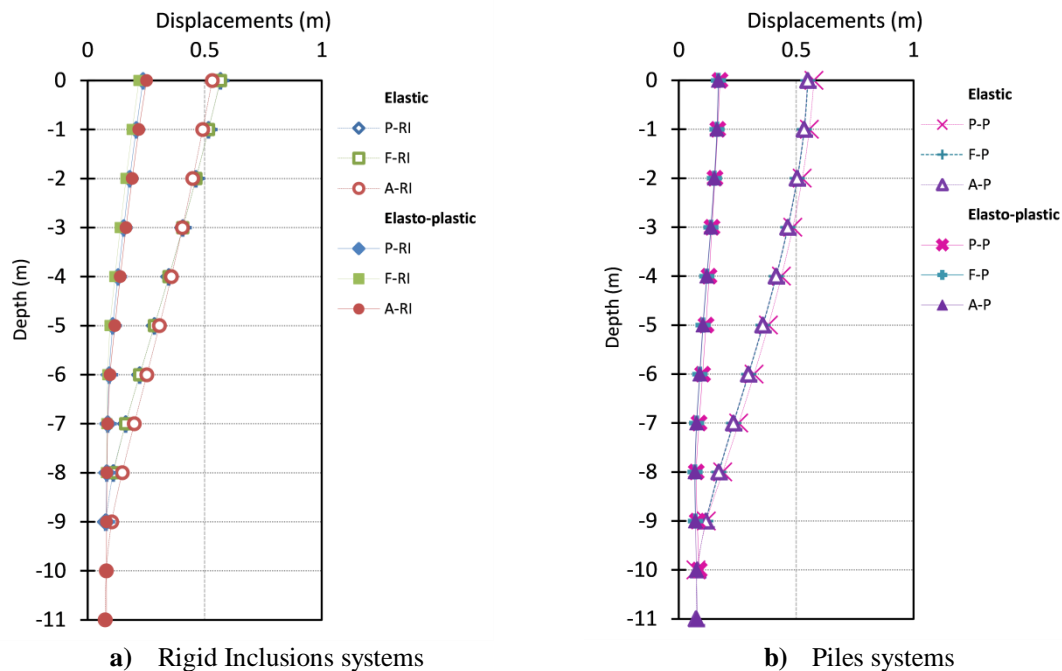 Displacements (m)
0 0.5 1
0
-1
-2
-3
-4
-5
-6
-7
-8
-9
-10
-11
Depth (m)
Elastic
P-RI
F-RI
A-RI
Elasto-plastic
P-RI
F-RI
A-RI
a) Rigid Inclusions systems
Displacements (m)
0 0.5 1
0
-1
-2
-3
-4
-5
-6
-7
-8
-9
-10
-11
Depth (m)
Elastic
P-P
F-P
A-P
Elasto-plastic
P-P
F-P
A-P
b) Piles systems